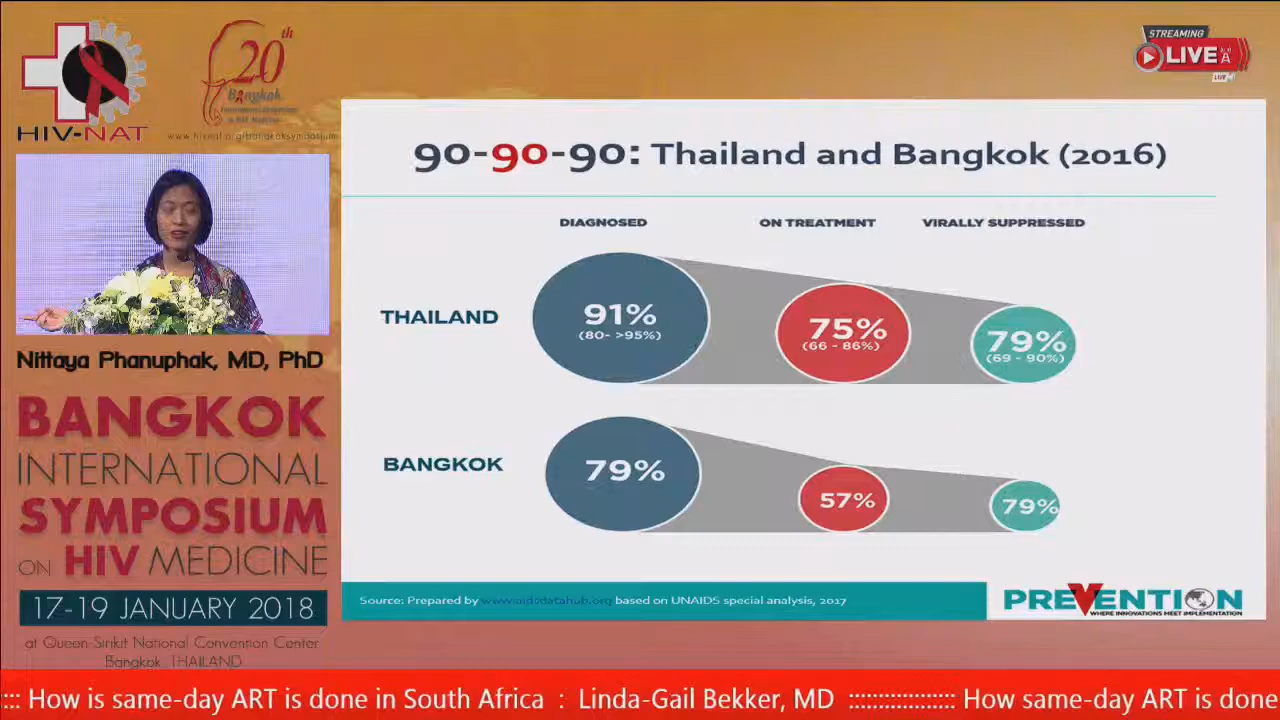 HIV-NAT
20th
Bangkok
www.hivnat.org/bangkoksymposium
STREAMING
LIVE
LIVE
90-90-90: Thailand and Bangkok (2016)
DIAGNOSED ON TREATMENT VIRALLY SUPPRESSED
THAILAND 91% 75% 79%
(80- >95%) (66 - 86%) (69 - 90%)
BANGKOK 79% 57% 79%
Source: Prepared by www.aidsdatahub.org based on UNAIDS special analysis, 2017
PREVENTION
WHERE INNOVATIONS MEET IMPLEMENTATION
Nittaya Phanuphak, MD, PhD
BANGKOK
INTERNATIONAL
SYMPOSIUM
ON HIV MEDICINE
17-19 JANUARY 2018
at Queen Sirikit National Convention Center
Bangkok, THAILAND
:::: How is same-day ART is done in South Africa : Linda-Gail Bekker, MD :::::::::::::::::: How same-day ART is done